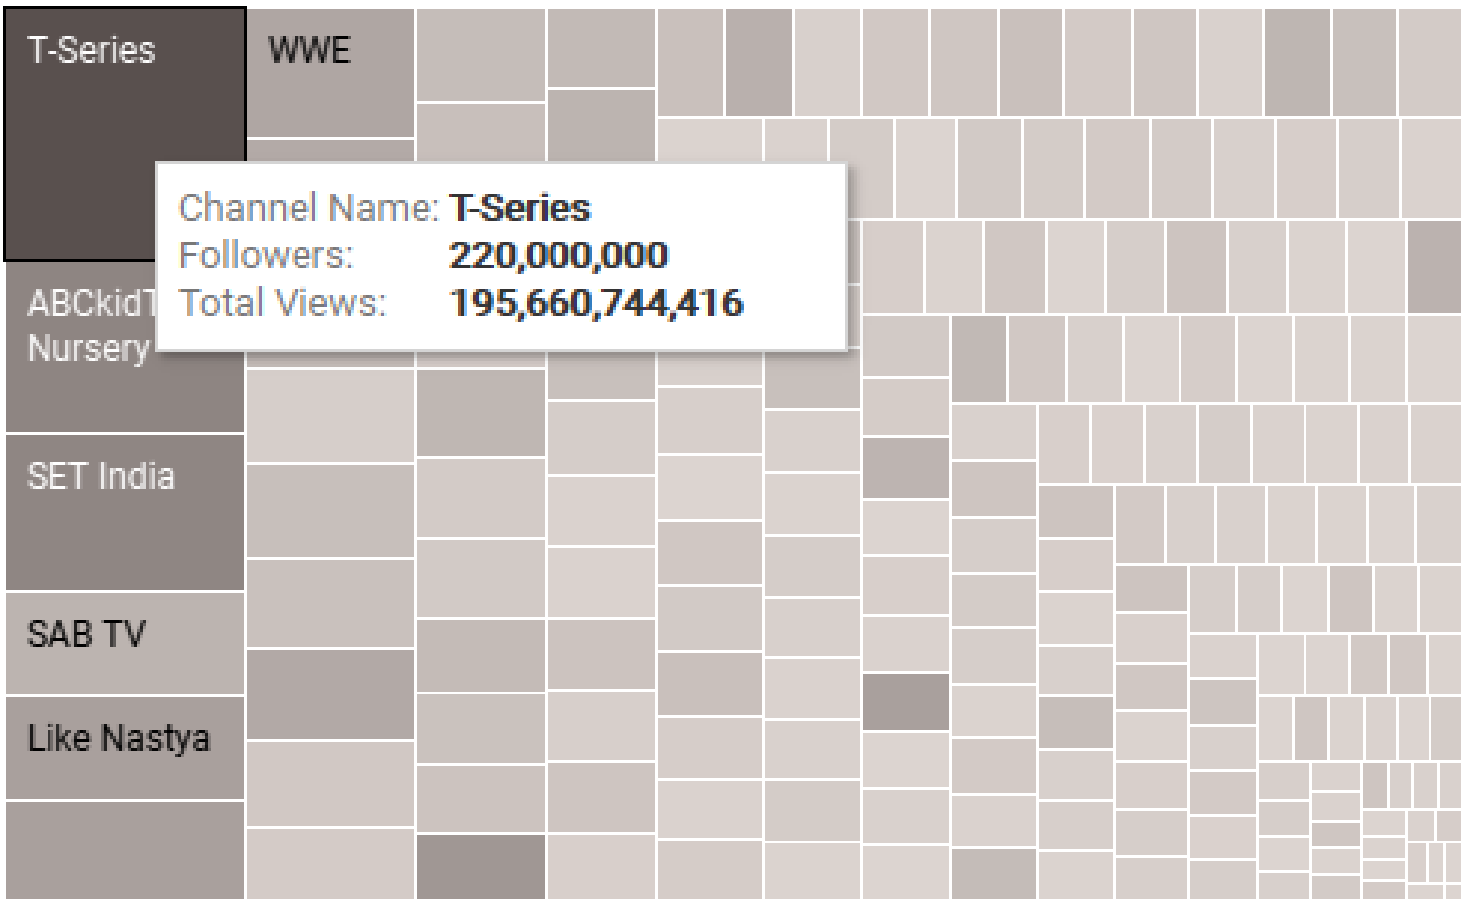 T-Series
WWE
Channel Name: T-Series
Followers: 220,000,000
Total Views: 195,660,744,416
ABCkidT
Nursery
SET India
SAB TV
Like Nastya